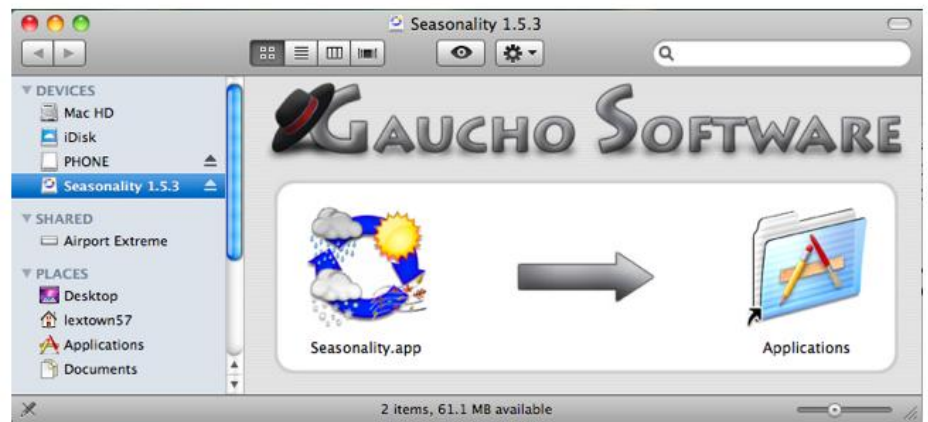 Seasonality 1.5.3
DEVICES
Mac HD
iDisk
PHONE
Seasonality 1.5.3
SHARED
Airport Extreme
PLACES
Desktop
lextown57
Applications
Documents
GAUCHO SOFTWARE
Seasonality.app
Applications
2 items, 61.1 MB available